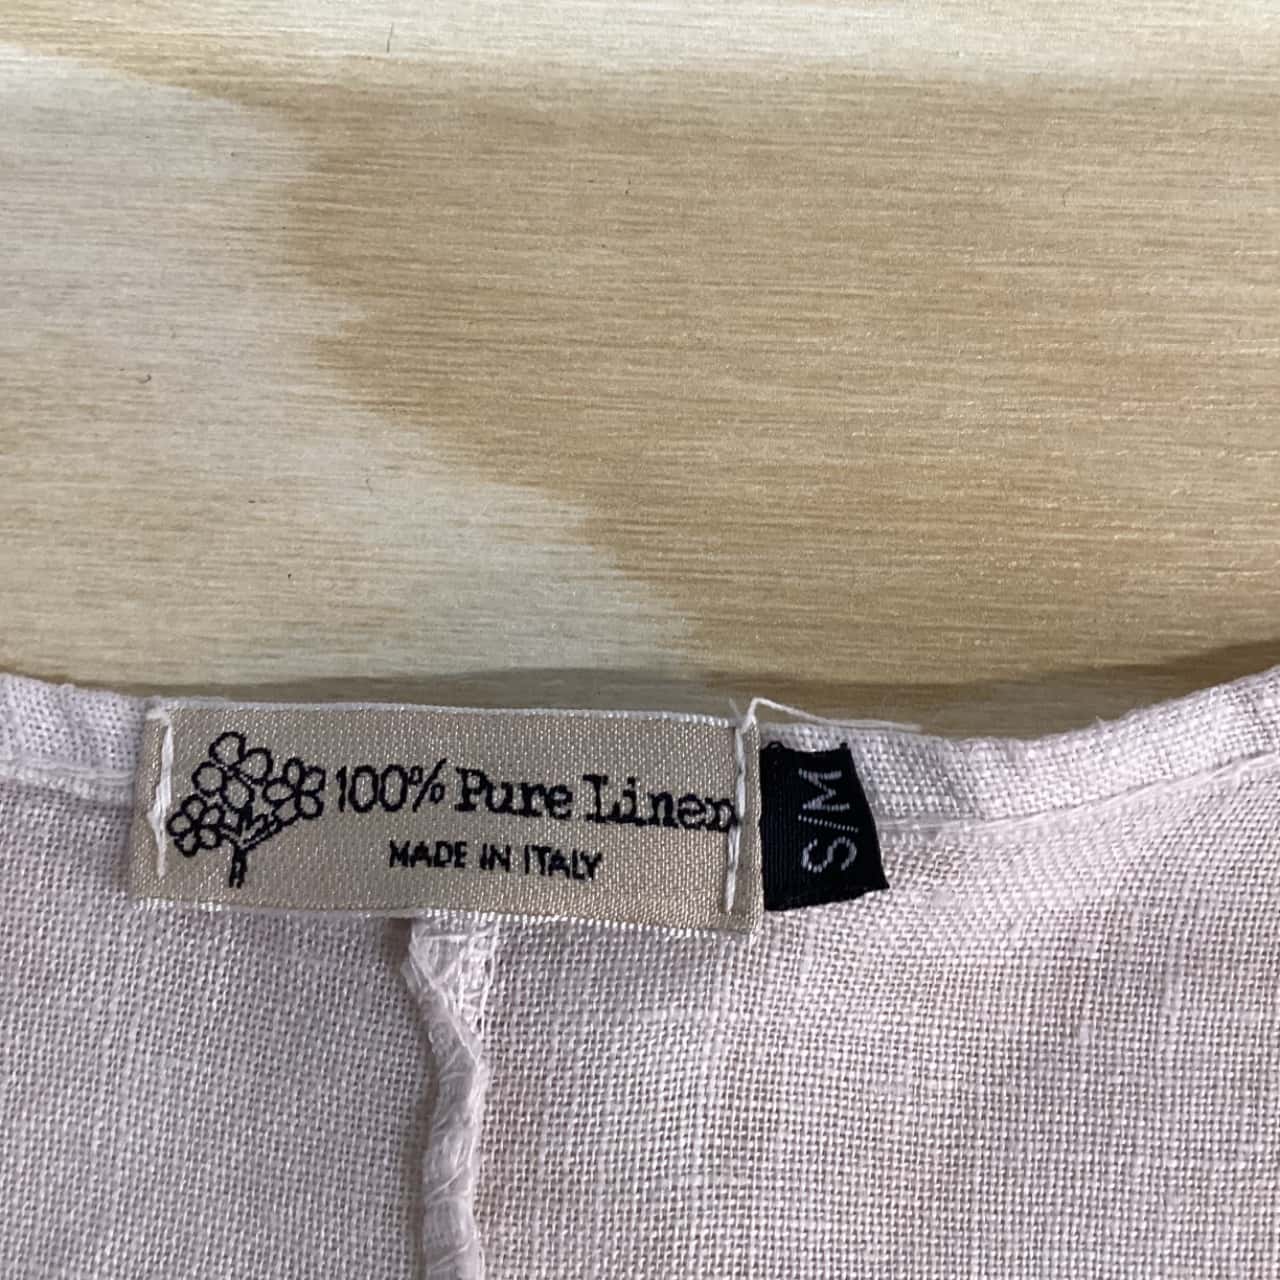 100% Pure Linen
MADE IN ITALY
S/M